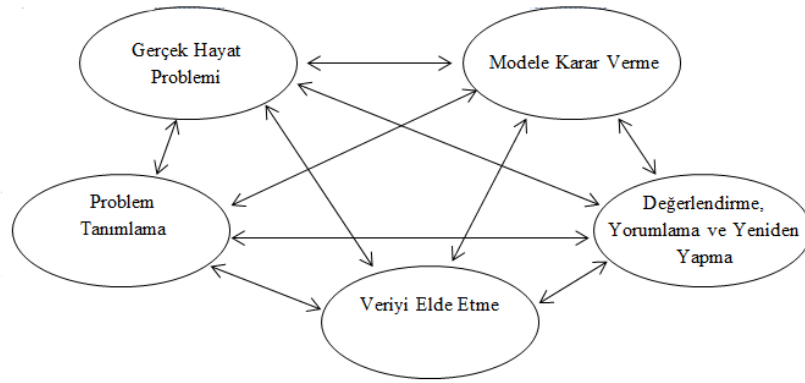 Gerçek Hayat
Problemi
Modele Karar Verme
Problem
Tanımlama
Değerlendirme,
Yorumlama ve Yeniden
Yapma
Veriyi Elde Etme